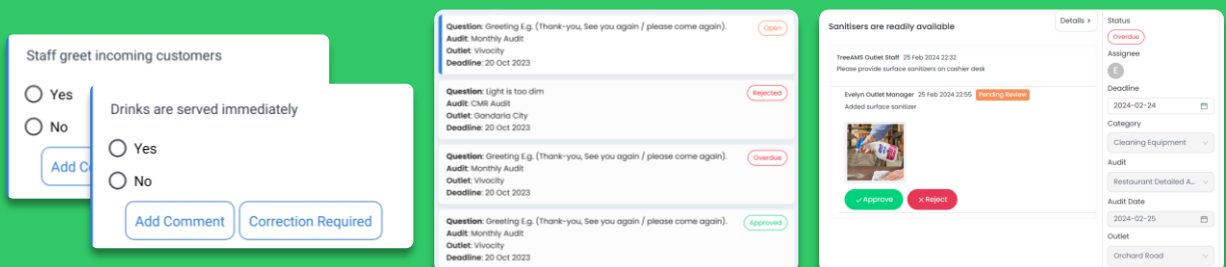 Staff greet incoming customers
Yes
No
Add C
Drinks are served immediately
Yes
No
Add Comment
Correction Required
Question: Greeting E.g. (Thank-you, See you again / please come again).
Open
Audit: Monthly Audit
Outlet: Vivocity
Deadline: 20 Oct 2023
Question: Light is too dim
Rejected
Audit: CMR Audit
Outlet: Gandaria City
Deadline: 20 Oct 2023
Question: Greeting E.g. (Thank-you, See you again / please come again).
Overdue
Audit: Monthly Audit
Outlet: Vivocity
Deadline: 20 Oct 2023
Question: Greeting E.g. (Thank-you, See you again / please come again).
Approved
Audit: Monthly Audit
Outlet: Vivocity
Deadline: 20 Oct 2023
Sanitisers are readily available
Details >
TreeAMS Outlet Staff 25 Feb 2024 22:32
Please provide surface sanitizers on cashier desk
Evelyn Outlet Manager 25 Feb 2024 22:55 Pending Review
Added surface sanitizer
Approve
Reject
Status
Overdue
Assignee
E
Deadline
2024-02-24
Category
Cleaning Equipment
Audit
Restaurant Detailed A...
Audit Date
2024-02-25
Outlet
Orchard Road